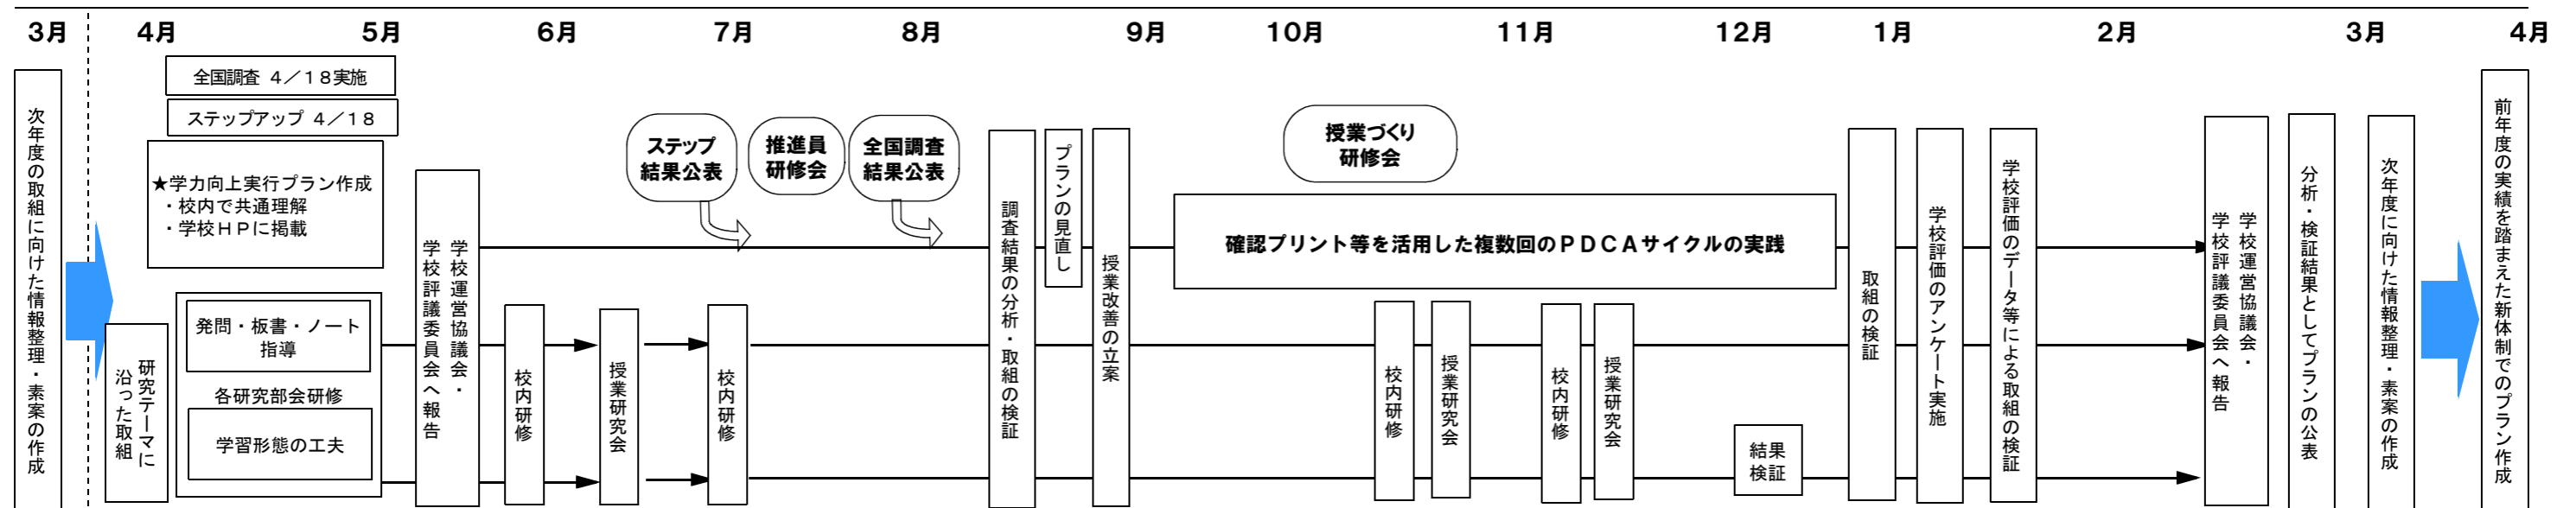 3月
4月
5月
6月
7月
8月
9月
10月
11月
12月
1月
2月
3月
4月
次年度の取組に向けた情報整理・素案の作成
全国調査 4／18実施
ステップアップ 4／18
★学力向上実行プラン作成
・校内で共通理解
・学校ＨＰに掲載
研究テーマに
沿った取組
発問・板書・ノート
指導
各研究部会研修
学習形態の工夫
学校運営協議会・
学校評議委員会へ報告
校内研修
授業研究会
校内研修
ステップ
結果公表
推進員
研修会
全国調査
結果公表
調査結果の分析・取組の検証
プランの見直し
授業改善の立案
授業づくり
研修会
確認プリント等を活用した複数回のＰＤＣＡサイクルの実践
校内研修
授業研究会
校内研修
授業研究会
結果
検証
取組の検証
学校評価のアンケート実施
学校評価のデータ等による取組の検証
学校運営協議会・
学校評議委員会へ報告
分析・検証結果としてプランの公表
次年度に向けた情報整理・素案の作成
前年度の実績を踏まえた新体制でのプラン作成